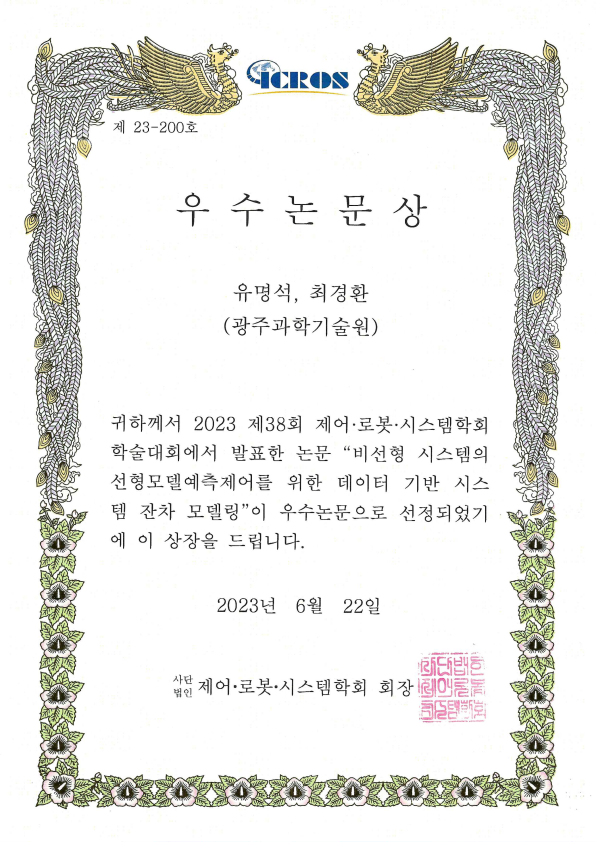 ICROS
제 23-200호
우 수 논 문 상
유명석, 최경환
(광주과학기술원)
귀하께서 2023 제38회 제어·로봇·시스템학회
학술대회에서 발표한 논문 “비선형 시스템의
선형모델예측제어를 위한 데이터 기반 시스
템 잔차 모델링”이 우수논문으로 선정되었기
에 이 상장을 드립니다.
2023년 6월 22일
사단
법인 제어·로봇·시스템학회 회장